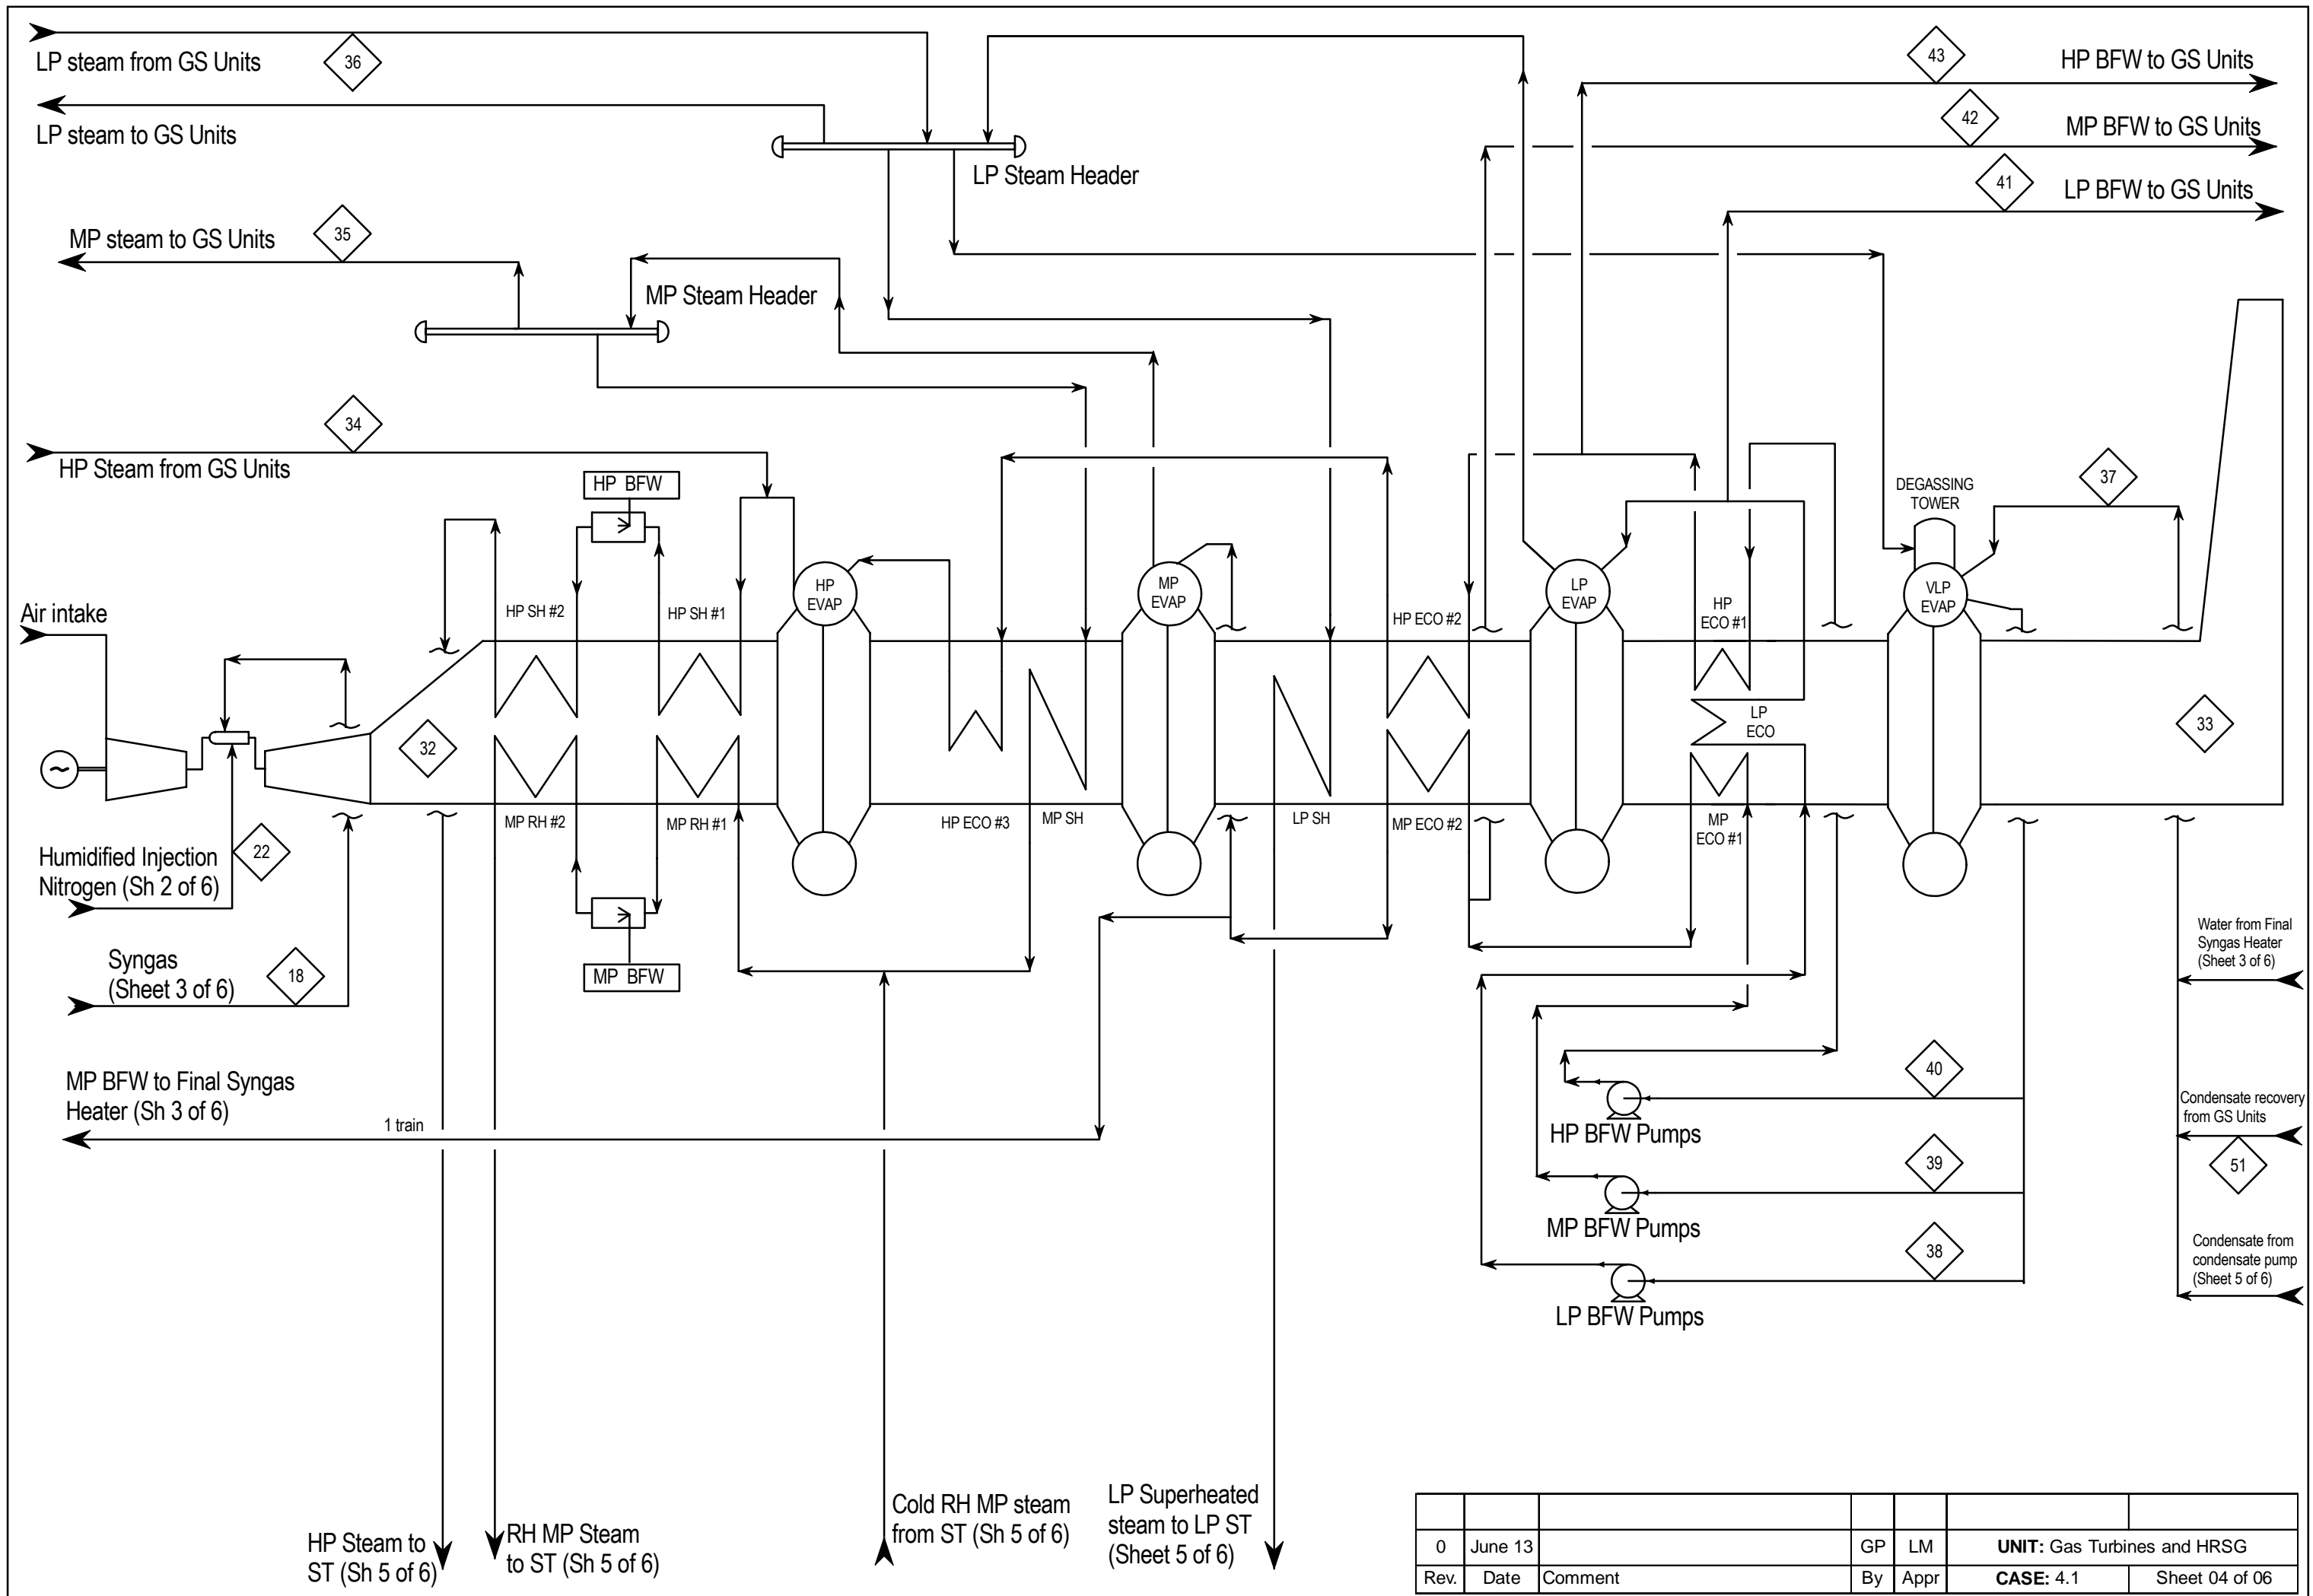 LP steam from GS Units
36
LP steam to GS Units
43
HP BFW to GS Units
42
MP BFW to GS Units
41
LP BFW to GS Units
LP Steam Header
MP steam to GS Units
35
MP Steam Header
34
HP Steam from GS Units
HP BFW
37
DEGASSING
TOWER
HP
EVAP
MP
EVAP
LP
EVAP
VLP
EVAP
HP SH #2
HP SH #1
HP ECO #2
HP
ECO #1
Air intake
32
LP
ECO
33
MP RH #2
MP RH #1
HP ECO #3
MP SH
LP SH
MP ECO #2
MP
ECO #1
Humidified Injection
Nitrogen (Sh 2 of 6)
22
Syngas
(Sheet 3 of 6)
18
MP BFW
Water from Final
Syngas Heater
(Sheet 3 of 6)
MP BFW to Final Syngas
Heater (Sh 3 of 6)
1 train
40
HP BFW Pumps
Condensate recovery
from GS Units
51
39
MP BFW Pumps
38
LP BFW Pumps
Condensate from
condensate pump
(Sheet 5 of 6)
HP Steam to
ST (Sh 5 of 6)
RH MP Steam
to ST (Sh 5 of 6)
Cold RH MP steam
from ST (Sh 5 of 6)
LP Superheated
steam to LP ST
(Sheet 5 of 6)
0 June 13 GP LM UNIT: Gas Turbines and HRSG
Rev. Date Comment By Appr CASE: 4.1 Sheet 04 of 06